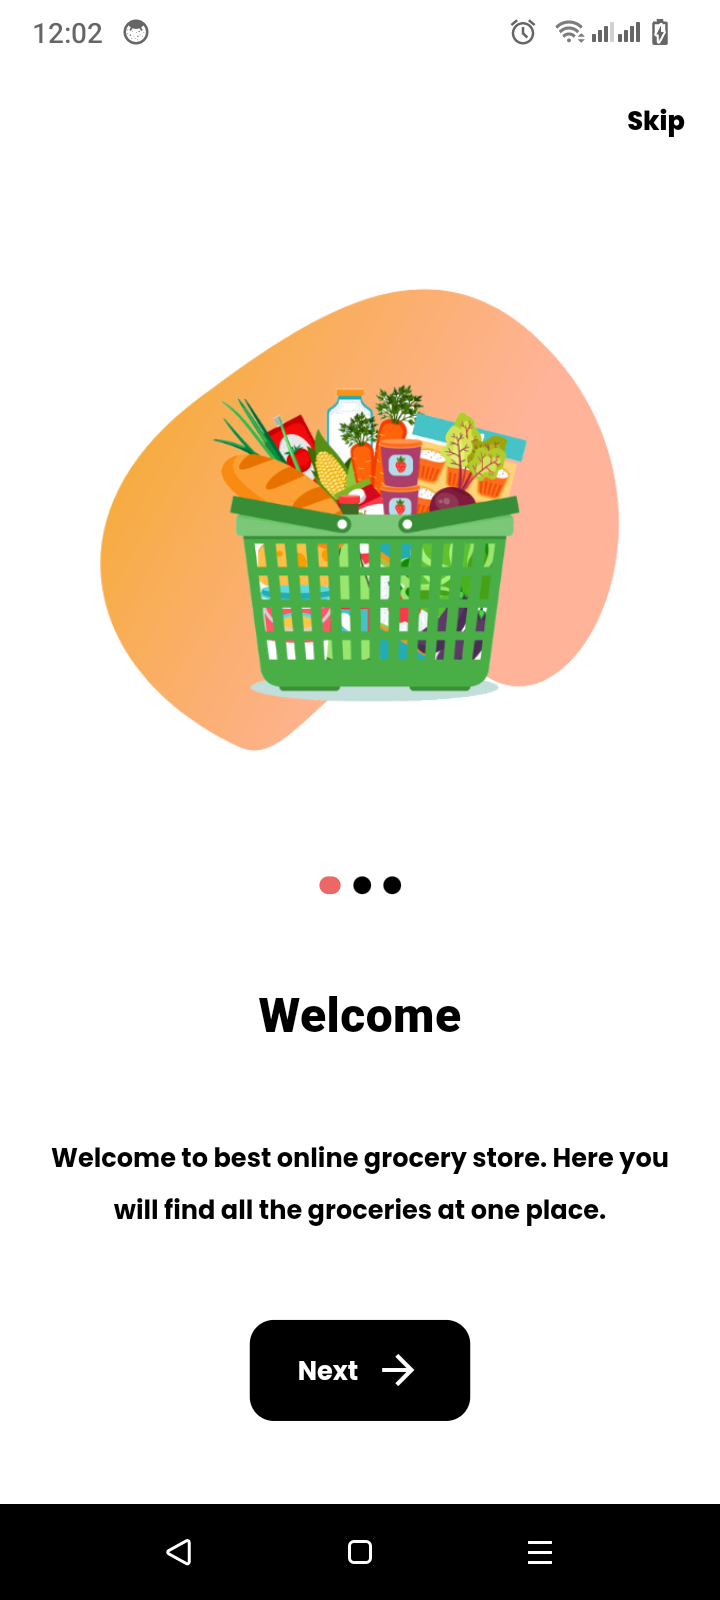 12:02
Skip
Welcome
Welcome to best online grocery store. Here you
will find all the groceries at one place.
Next